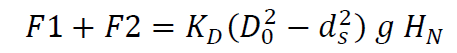 F1 + F2 = K_D(D_0^2 − d_s^2) g H_N